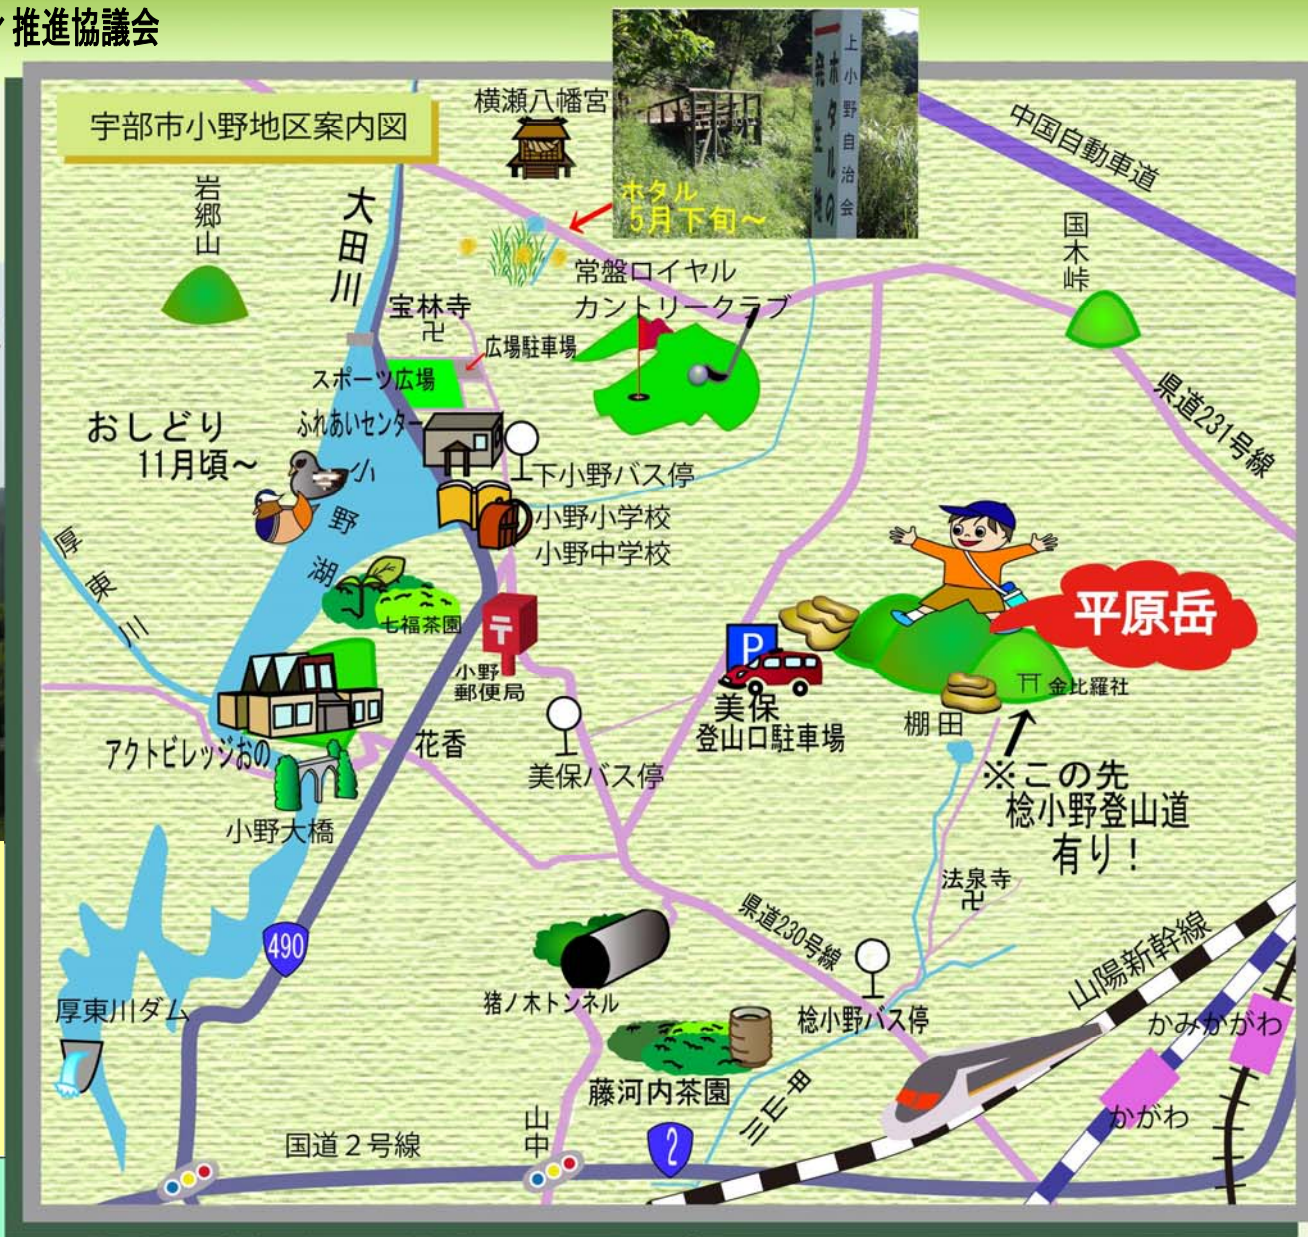 推進協議会
宇部市小野地区案内図
横瀬八幡宮
上小野自治会
ホタルの
発生地
ホタル
5月下旬～
中国自動車道
岩郷山
大田川
国木峠
常盤ロイヤル
カントリークラブ
宝林寺
卍
広場駐車場
スポーツ広場
県道231号線
おしどり
11月頃～
ふれあいセンター
小野湖
下小野バス停
小野小学校
小野中学校
厚東川
七福茶園
〒
小野
郵便局
P
平原岳
金比羅社
美保
登山口駐車場
棚田
アクトビレッジおの
花香
美保バス停
※この先
棯小野登山道
有り！
小野大橋
法泉寺
卍
県道230号線
490
山陽新幹線
猪ノ木トンネル
棯小野バス停
厚東川ダム
かみかがわ
藤河内茶園
かがわ
山中
国道２号線
2